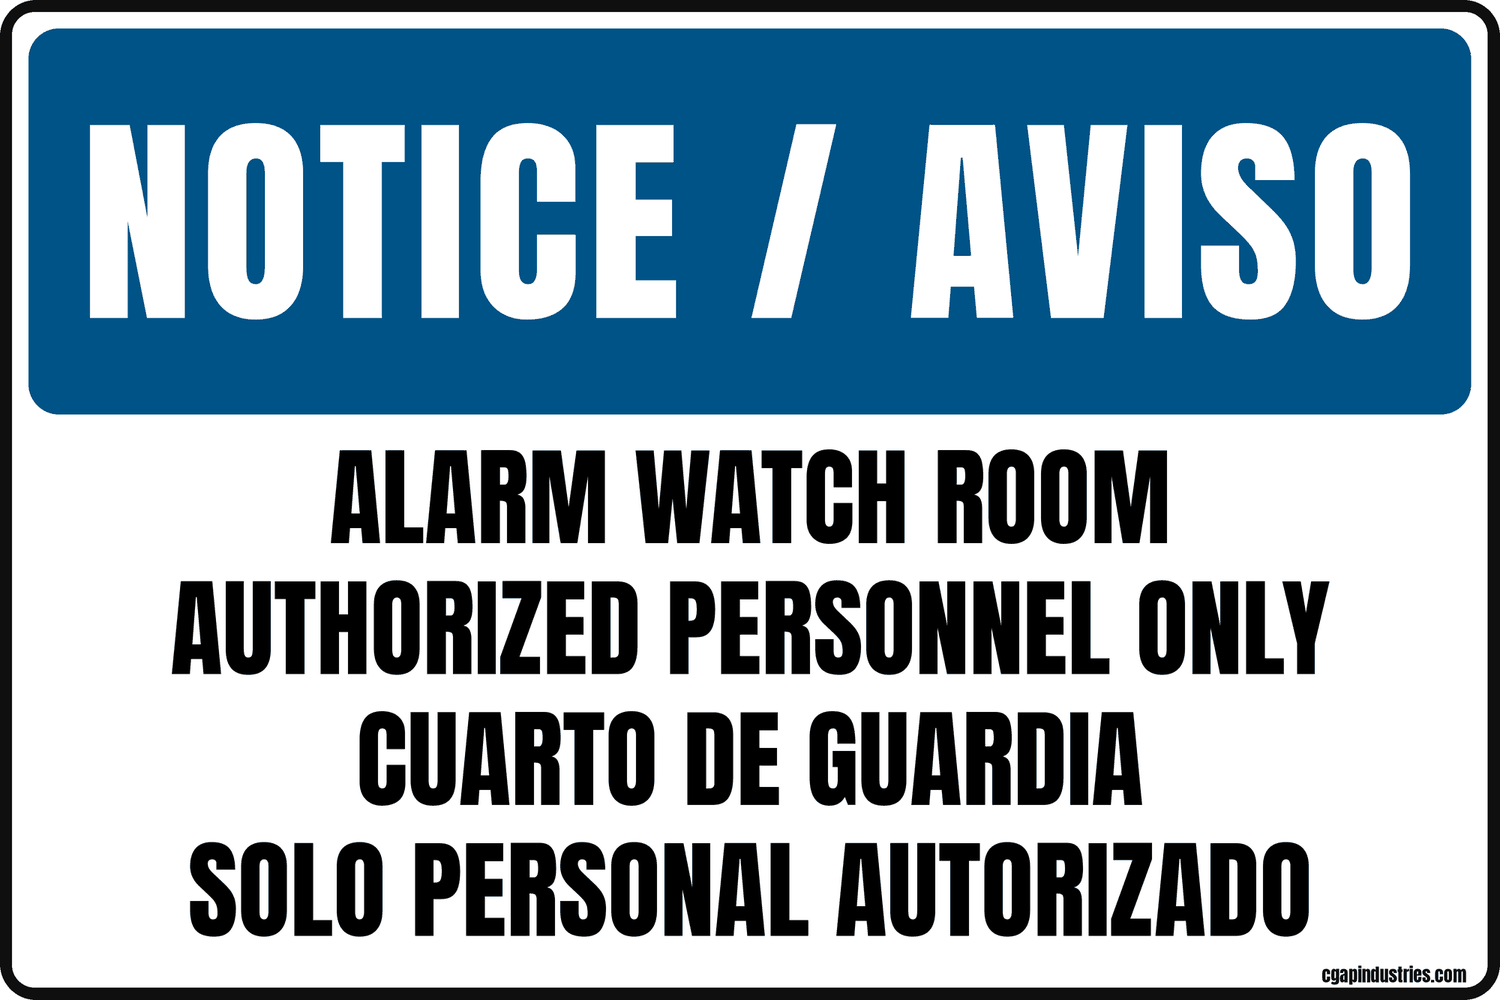 NOTICE / AVISO
ALARM WATCH ROOM
AUTHORIZED PERSONNEL ONLY
CUARTO DE GUARDIA
SOLO PERSONAL AUTORIZADO
cgapindustries.com